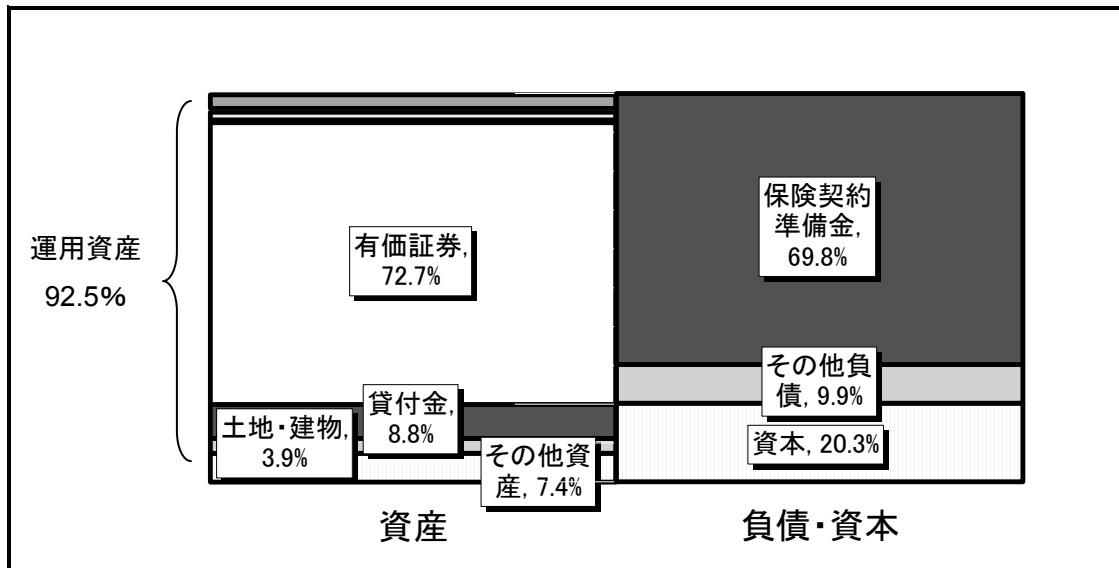 運用資産
92.5%
有価証券,
72.7%
貸付金,
8.8%
土地・建物,
3.9%
その他資
産, 7.4%
資産
保険契約
準備金,
69.8%
その他負
債, 9.9%
資本, 20.3%
負債・資本